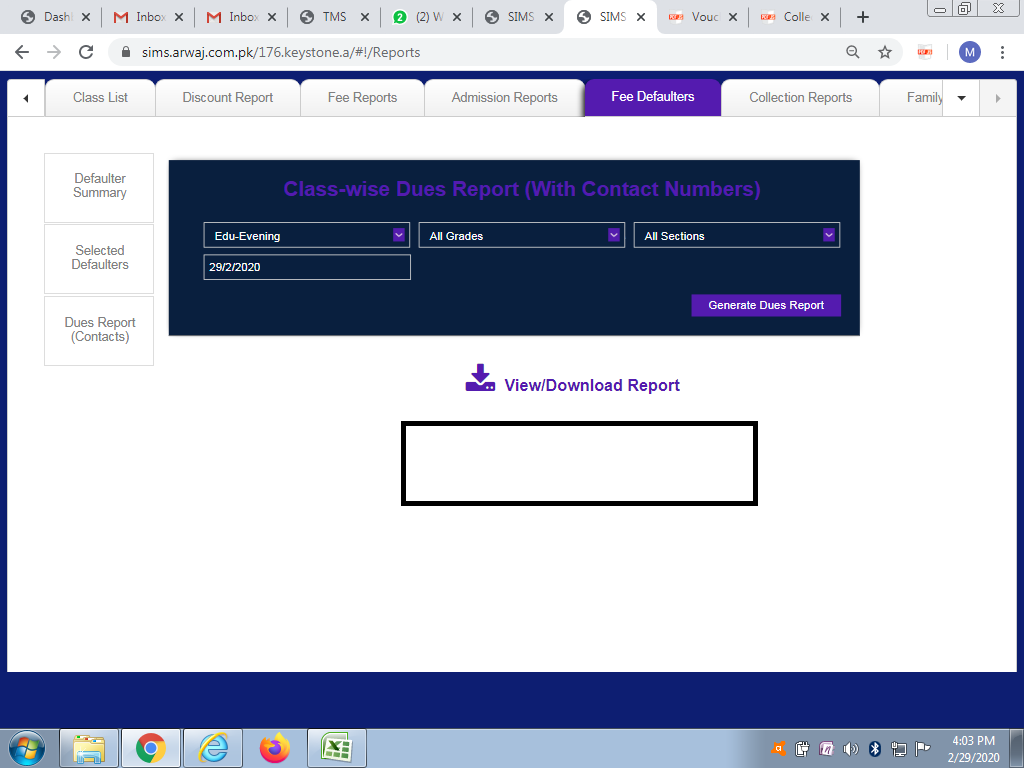 Dash
Inbox
Inbox
TMS
2
(2) W
SIMS
SIMS
Vouc
Colle
sims.arwaj.com.pk/176.keystone.a/#!/Reports
M
Class List
Discount Report
Fee Reports
Admission Reports
Fee Defaulters
Collection Reports
Family
Defaulter
Summary
Selected
Defaulters
Dues Report
(Contacts)
Class-wise Dues Report (With Contact Numbers)
Edu-Evening
All Grades
All Sections
29/2/2020
Generate Dues Report
View/Download Report
4:03 PM
2/29/2020